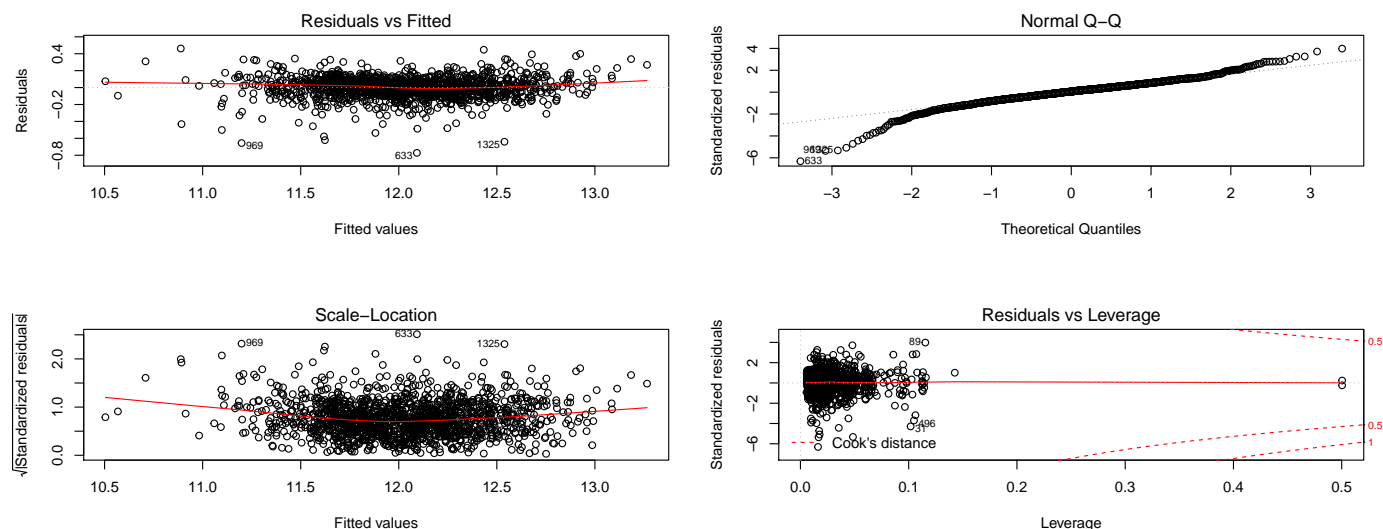 Residuals vs Fitted
Residuals
0.4
−0.2
−0.8
969
633
1325
10.5 11.0 11.5 12.0 12.5 13.0
Fitted values
Normal Q−Q
Standardized residuals
4
2
−2
−6
633
−3 −2 −1 0 1 2 3
Theoretical Quantiles
Scale−Location
√|Standardized residuals|
2.0
1.0
0.0
969
633
1325
10.5 11.0 11.5 12.0 12.5 13.0
Fitted values
Residuals vs Leverage
Standardized residuals
2
−2
−6
89
496
31
Cook's distance
0.5
0.5
1
0.0 0.1 0.2 0.3 0.4 0.5
Leverage